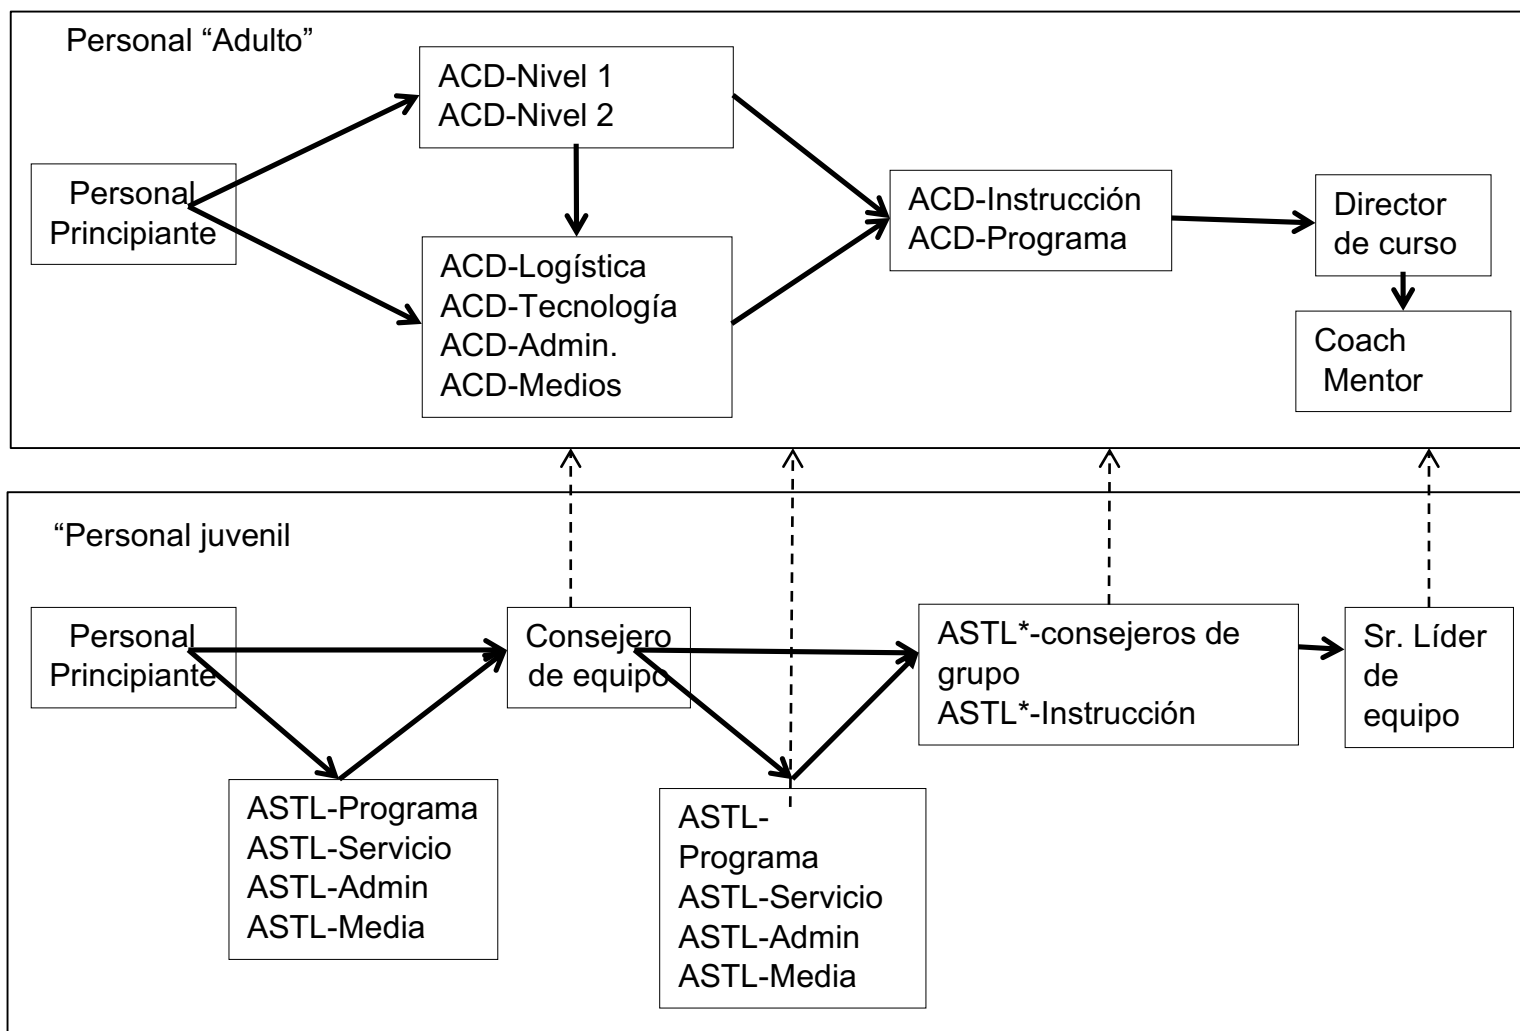 Personal “Adulto”
ACD-Nivel 1
ACD-Nivel 2
Personal
Principiante
ACD-Logística
ACD-Tecnología
ACD-Admin.
ACD-Medios
ACD-Instrucción
ACD-Programa
Director
de curso
Coach
Mentor
“Personal juvenil
Personal
Principiante
ASTL-Programa
ASTL-Servicio
ASTL-Admin
ASTL-Media
Consejero
de equipo
ASTL-
Programa
ASTL-Servicio
ASTL-Admin
ASTL-Media
ASTL*-consejeros de
grupo
ASTL*-Instrucción
Sr. Líder
de
equipo